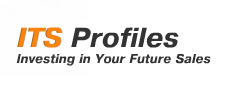 ITS Profiles
Investing in Your Future Sales